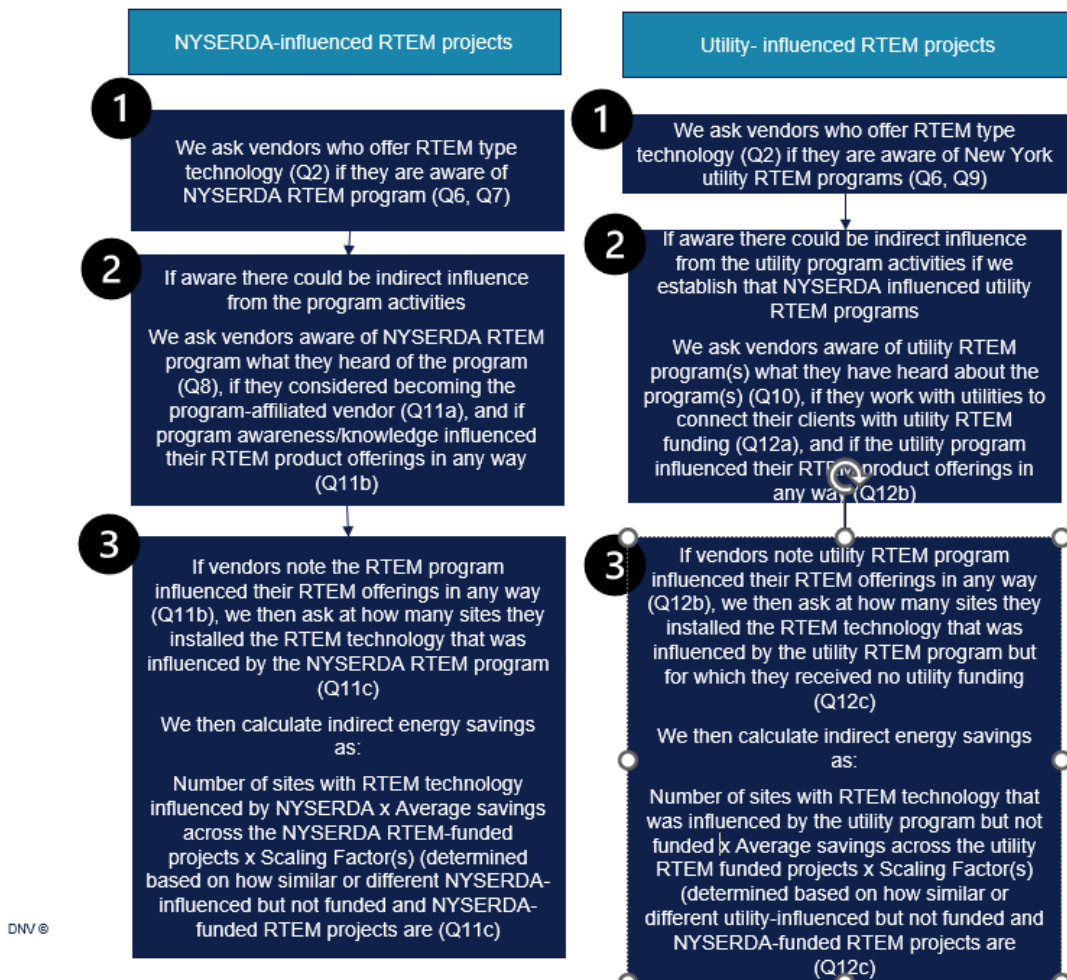 NYSERDA-influenced RTEM projects
1
We ask vendors who offer RTEM type
technology (Q2) if they are aware of
NYSERDA RTEM program (Q6, Q7)
2
If aware there could be indirect influence
from the program activities
We ask vendors aware of NYSERDA RTEM
program what they heard of the program
(Q8), if they considered becoming the
program-affiliated vendor (Q11a), and if
program awareness/knowledge influenced
their RTEM product offerings in any way
(Q11b)
3
If vendors note the RTEM program
influenced their RTEM offerings in any way
(Q11b), we then ask at how many sites they
installed the RTEM technology that was
influenced by the NYSERDA RTEM program
(Q11c)
We then calculate indirect energy savings
as:
Number of sites with RTEM technology
influenced by NYSERDA x Average savings
across the NYSERDA RTEM-funded
projects x Scaling Factor(s) (determined
based on how similar or different NYSERDA-
influenced but not funded and NYSERDA-
funded RTEM projects are (Q11c)
Utility- influenced RTEM projects
1
We ask vendors who offer RTEM type
technology (Q2) if they are aware of New York
utility RTEM programs (Q6, Q9)
2
If aware there could be indirect influence
from the utility program activities if we
establish that NYSERDA influenced utility
RTEM programs
We ask vendors aware of utility RTEM
program(s) what they have heard about the
program(s) (Q10), if they work with utilities to
connect their clients with utility RTEM
funding (Q12a), and if the utility program
influenced their RTEM product offerings in
any way (Q12b)
3
If vendors note utility RTEM program
influenced their RTEM offerings in any way
(Q12b), we then ask at how many sites they
installed the RTEM technology that was
influenced by the utility RTEM program but
for which they received no utility funding
(Q12c)
We then calculate indirect energy savings
as:
Number of sites with RTEM technology that
was influenced by the utility program but not
funded x Average savings across the utility
RTEM funded projects x Scaling Factor(s)
(determined based on how similar or
different utility-influenced but not funded and
NYSERDA-funded RTEM projects are
(Q12c)
DNV ©